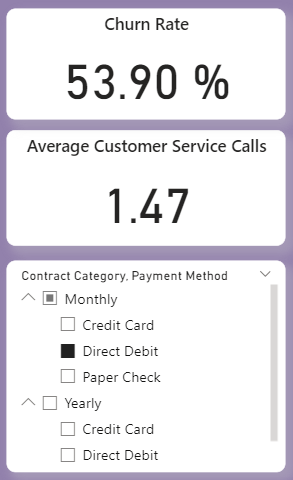 Churn Rate
53.90 %
Average Customer Service Calls
1.47
Contract Category, Payment Method
Monthly
Credit Card
Direct Debit
Paper Check
Yearly
Credit Card
Direct Debit